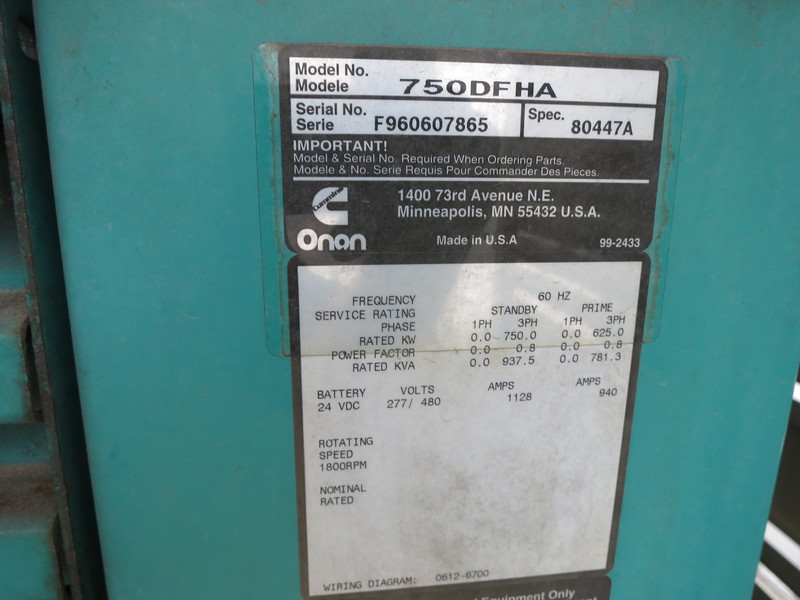 Model No.
Modele 750DFHA
Serial No.
Serie F960607865 Spec. 80447A
IMPORTANT!
Model & Serial No. Required When Ordering Parts.
Modele & No. Serie Requis Pour Commander Des Pieces.
Cummins
Onan
1400 73rd Avenue N.E.
Minneapolis, MN 55432 U.S.A.
Made in U.S.A 99-2433
FREQUENCY 60 HZ
SERVICE RATING STANDBY PRIME
PHASE 1PH 3PH 1PH 3PH
RATED KW 0.0 750.0 0.0 625.0
POWER FACTOR 0.0 0.8 0.0 0.8
RATED KVA 0.0 937.5 0.0 781.3
BATTERY VOLTS AMPS AMPS
24 VDC 277/ 480 1128 940
ROTATING
SPEED
1800RPM
NOMINAL
RATED
WIRING DIAGRAM: 0612-6700
Equipment Only